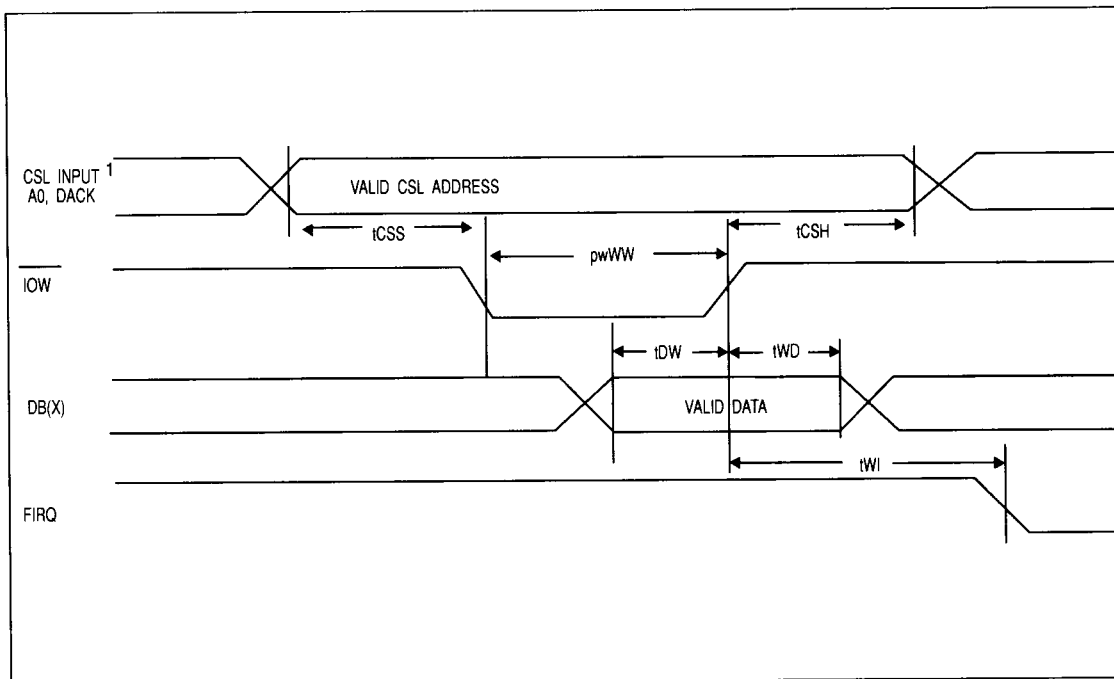 CSL INPUT 1
A0, DACK
VALID CSL ADDRESS
tCSS
tCSH
pwWW
IOW
tDW
tWD
DB(X)
VALID DATA
tWI
FIRQ